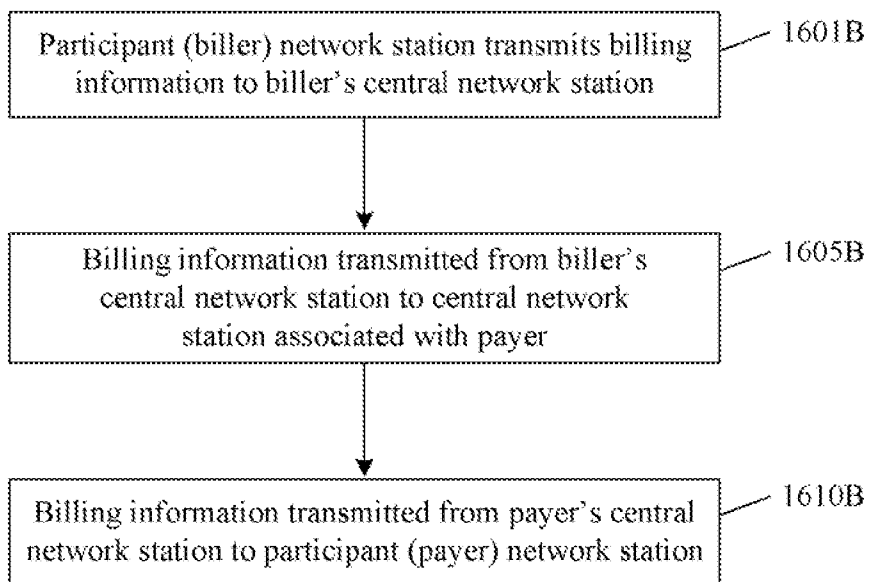 Participant (biller) network station transmits billing
information to biller's central network station
1601B
Billing information transmitted from biller's
central network station to central network
station associated with payer
1605B
Billing information transmitted from payer's central
network station to participant (payer) network station
1610B